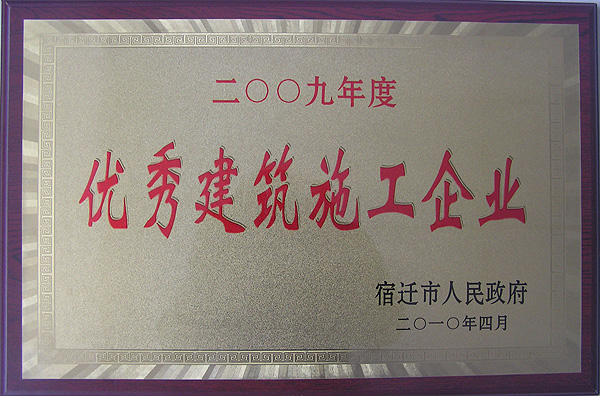 二〇〇九年度
优秀建筑施工企业
宿迁市人民政府
二〇一〇年四月